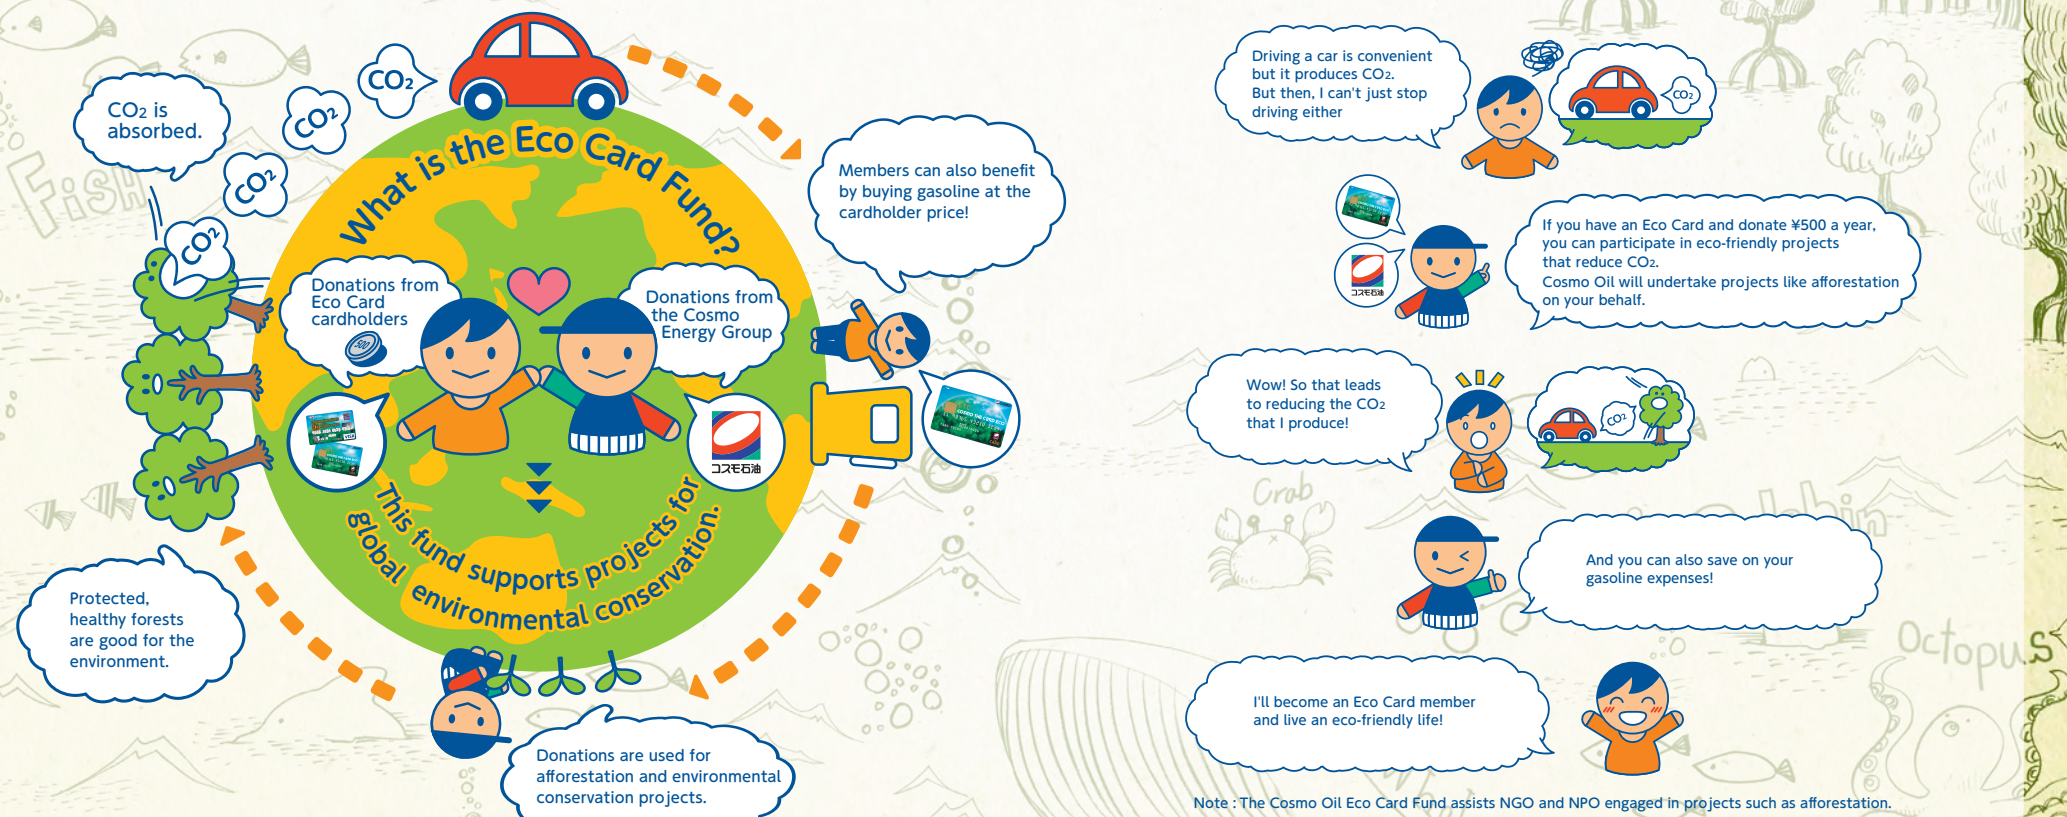 What is the Eco Card Fund?
CO2
CO2
CO2
CO2
CO2 is
absorbed.
Members can also benefit
by buying gasoline at the
cardholder price!
Donations from
Eco Card
cardholders
500
Donations from
the Cosmo
Energy Group
コスモ石油
This fund supports projects for
global environmental conservation.
Protected,
healthy forests
are good for the
environment.
Donations are used for
afforestation and environmental
conservation projects.
Driving a car is convenient
but it produces CO2.
But then, I can't just stop
driving either
CO2
If you have an Eco Card and donate ¥500 a year,
you can participate in eco-friendly projects
that reduce CO2.
Cosmo Oil will undertake projects like afforestation
on your behalf.
コスモ石油
Wow! So that leads
to reducing the CO2
that I produce!
CO2
And you can also save on your
gasoline expenses!
I'll become an Eco Card member
and live an eco-friendly life!
Note : The Cosmo Oil Eco Card Fund assists NGO and NPO engaged in projects such as afforestation.
Fish
Crab
Octopus